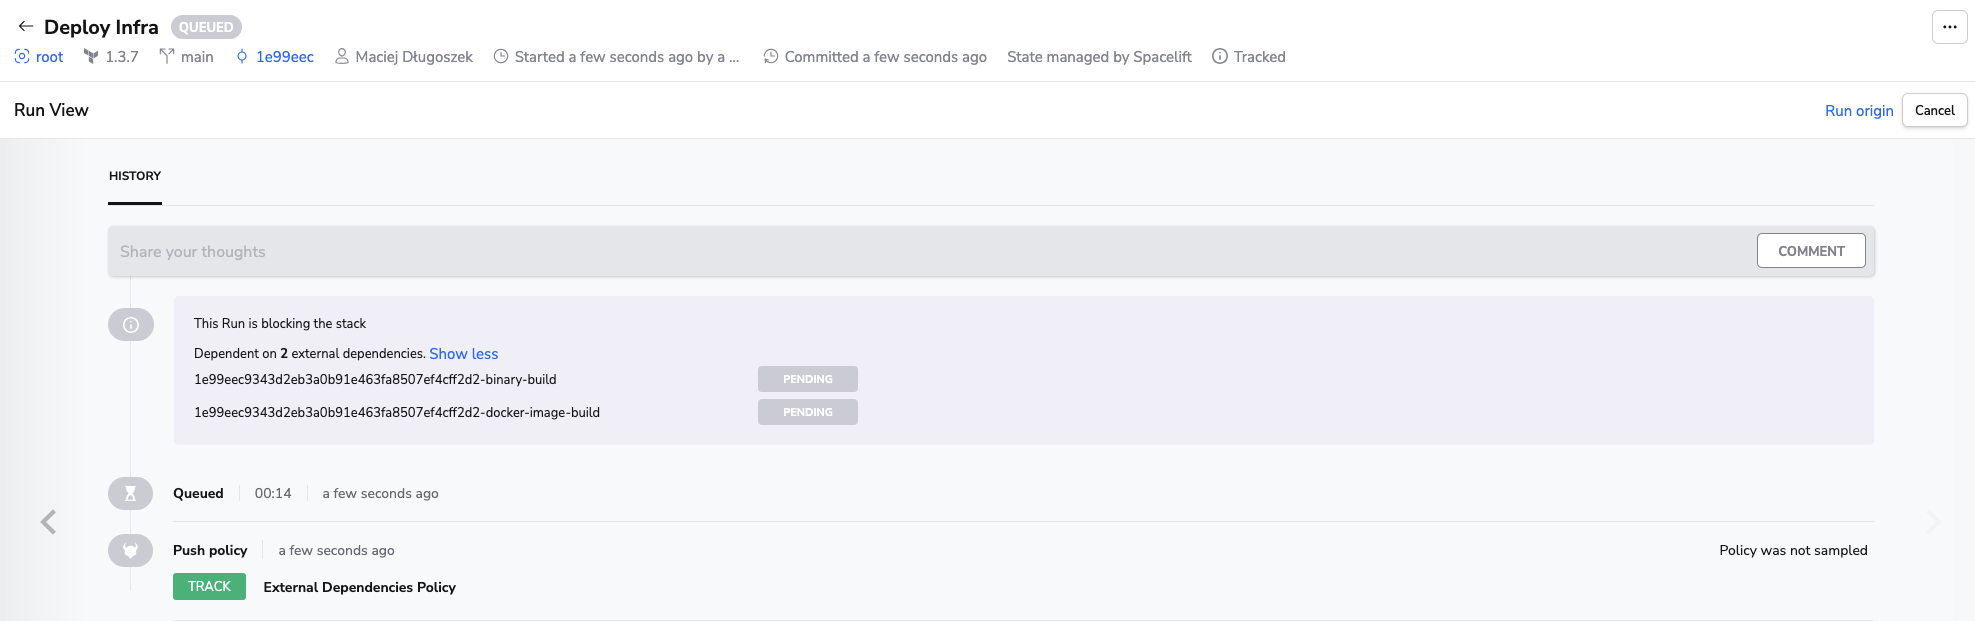 Deploy Infra QUEUED ...
root 1.3.7 main 1e99eec Maciej Długoszek Started a few seconds ago by a ... Committed a few seconds ago State managed by Spacelift Tracked
Run View Run origin Cancel
HISTORY
Share your thoughts COMMENT
This Run is blocking the stack
Dependent on 2 external dependencies. Show less
1e99eec9343d2eb3a0b91e463fa8507ef4cff2d2-binary-build PENDING
1e99eec9343d2eb3a0b91e463fa8507ef4cff2d2-docker-image-build PENDING
Queued 00:14 a few seconds ago
Push policy a few seconds ago Policy was not sampled
TRACK External Dependencies Policy